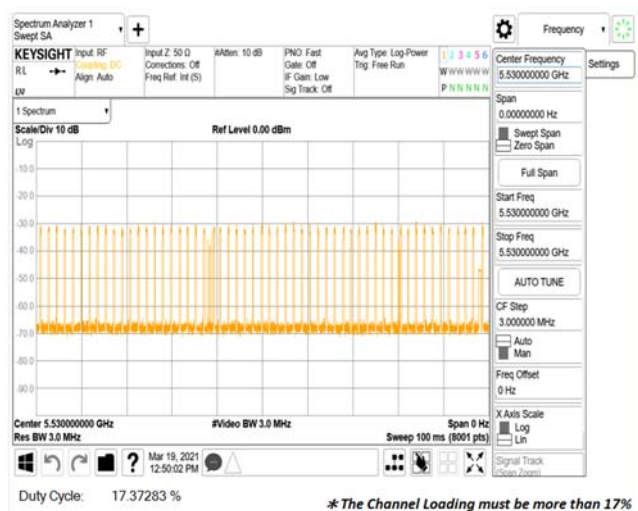 Spectrum Analyzer 1
Swept SA
Frequency
KEYSIGHT
Input: RF
Coupling: DC
Align: Auto
Input Z: 50 Ω
Corrections: Off
Freq Ref: Int (S)
#Atten: 10 dB
PNO: Fast
Gate: Off
IF Gain: Low
Sig Track: Off
Avg Type: Log-Power
Trig: Free Run
1 2 3 4 5 6
W W W W W W
P N N N N N
R L
Center Frequency
5.530000000 GHz
Settings
Span
0.00000000 Hz
Swept Span
Zero Span
Full Span
Start Freq
5.530000000 GHz
Stop Freq
5.530000000 GHz
AUTO TUNE
CF Step
3.000000 MHz
Auto
Man
Freq Offset
0 Hz
X Axis Scale
Log
Lin
Signal Track
(Span Zoom)
1 Spectrum
Scale/Div 10 dB
Ref Level 0.00 dBm
Log
-10.0
-20.0
-30.0
-40.0
-50.0
-60.0
-70.0
-80.0
-90.0
Center 5.530000000 GHz
#Video BW 3.0 MHz
Span 0 Hz
Res BW 3.0 MHz
Sweep 100 ms (8001 pts)
?
Mar 19, 2021
12:50:02 PM
Duty Cycle: 17.37283 %
* The Channel Loading must be more than 17%